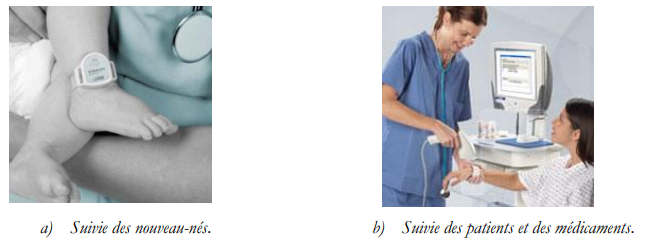 a) Suivie des nouveau-nés.
b) Suivie des patients et des médicaments.